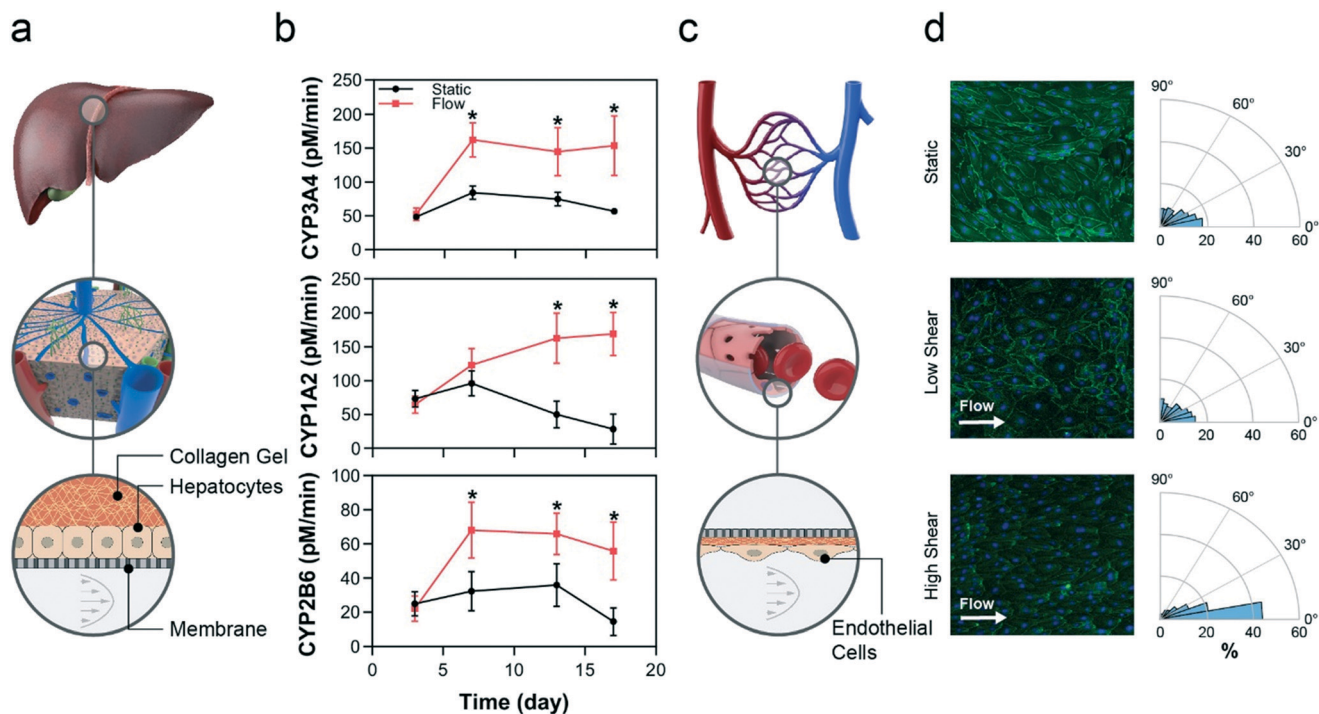 a
b
c
d
Collagen Gel
Hepatocytes
Membrane
CYP3A4 (pM/min)
250
200
150
100
50
0
Static
Flow
*
*
*
CYP1A2 (pM/min)
250
200
150
100
50
0
*
*
CYP2B6 (pM/min)
100
80
60
40
20
0
*
*
*
0
5
10
15
20
Time (day)
Endothelial
Cells
Static
90°
60°
30°
0°
0
20
40
60
Low Shear
Flow
90°
60°
30°
0°
0
20
40
60
High Shear
Flow
90°
60°
30°
0°
0
20
40
60
%